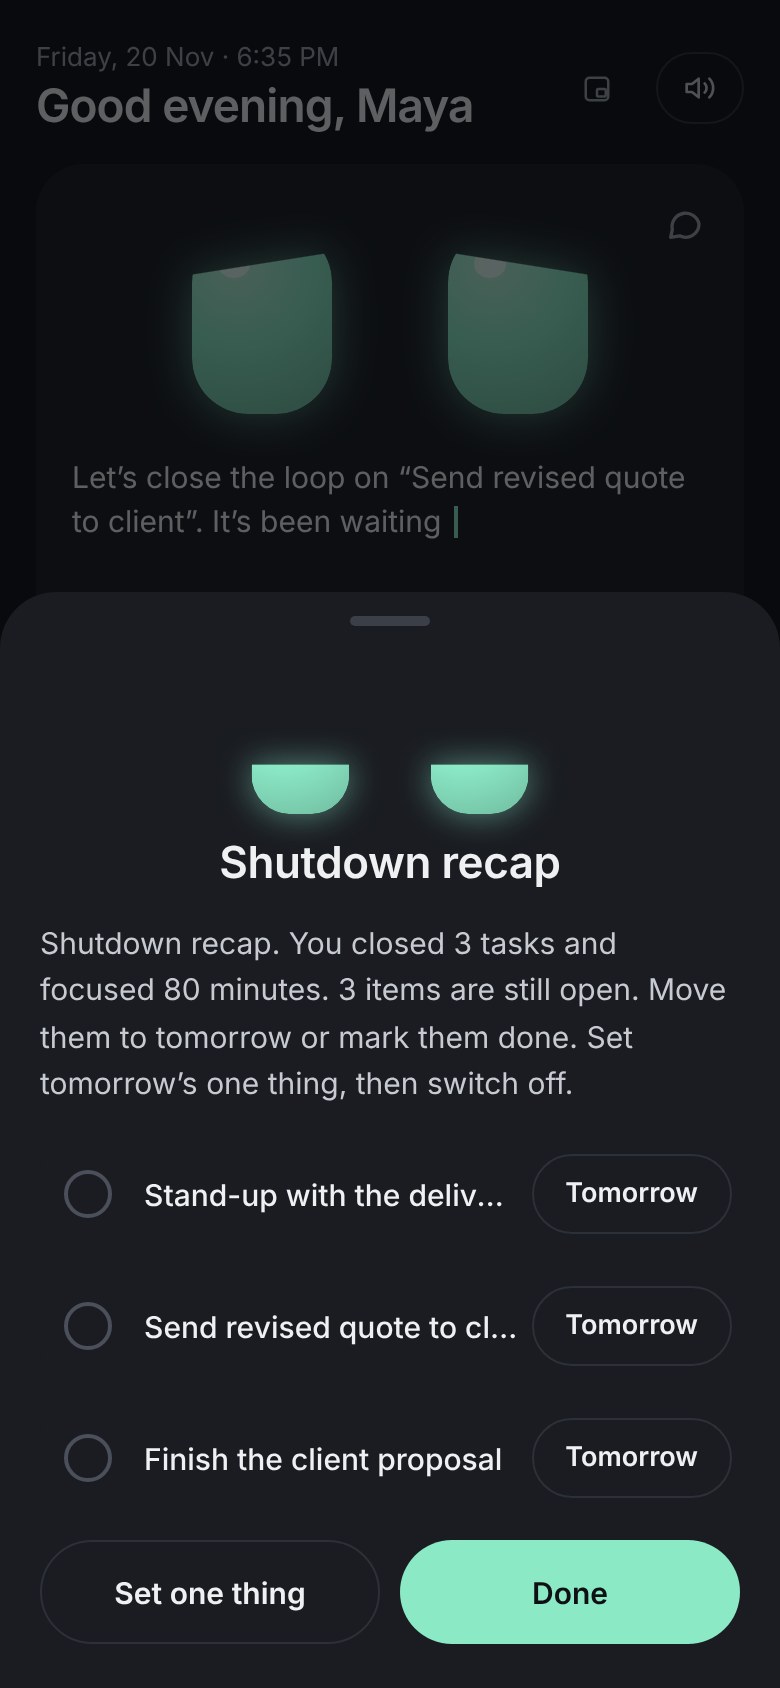 Friday, 20 Nov · 6:35 PM
Good evening, Maya
Let’s close the loop on “Send revised quote
to client”. It’s been waiting
Shutdown recap
Shutdown recap. You closed 3 tasks and
focused 80 minutes. 3 items are still open. Move
them to tomorrow or mark them done. Set
tomorrow’s one thing, then switch off.
Stand-up with the deliv... Tomorrow
Send revised quote to cl... Tomorrow
Finish the client proposal Tomorrow
Set one thing Done